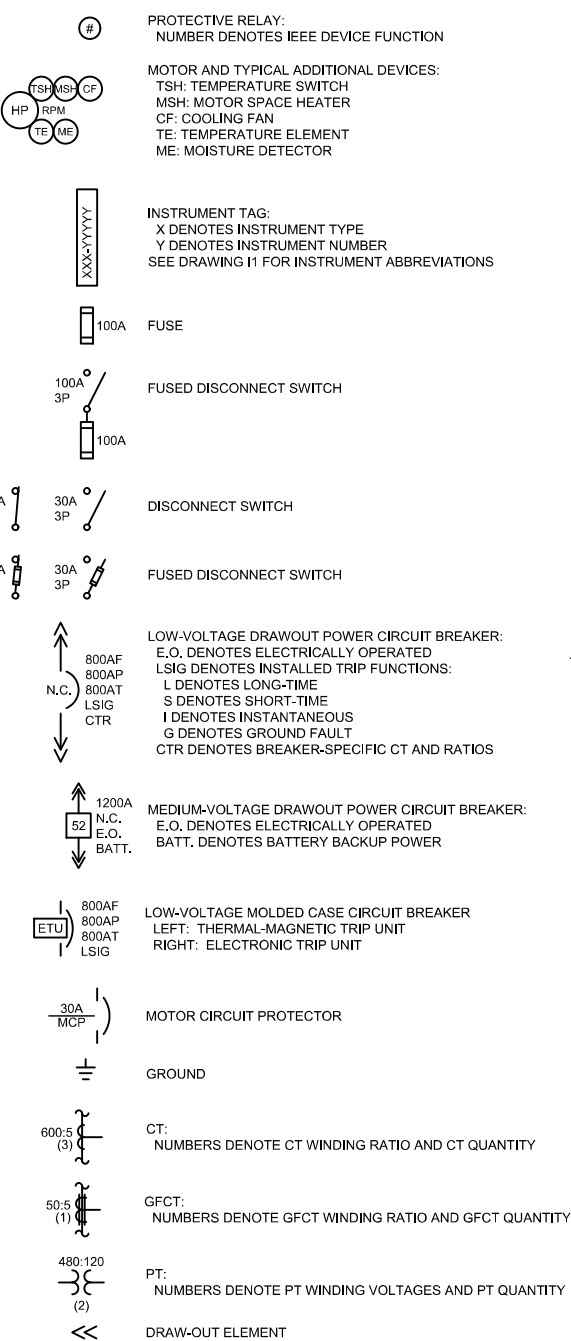 #
PROTECTIVE RELAY:
NUMBER DENOTES IEEE DEVICE FUNCTION
TSH MSH CF
HP RPM
TE ME
MOTOR AND TYPICAL ADDITIONAL DEVICES:
TSH: TEMPERATURE SWITCH
MSH: MOTOR SPACE HEATER
CF: COOLING FAN
TE: TEMPERATURE ELEMENT
ME: MOISTURE DETECTOR
XXX-YYYYY
INSTRUMENT TAG:
X DENOTES INSTRUMENT TYPE
Y DENOTES INSTRUMENT NUMBER
SEE DRAWING I1 FOR INSTRUMENT ABBREVIATIONS
100A
FUSE
100A
3P
100A
FUSED DISCONNECT SWITCH
A
30A
3P
DISCONNECT SWITCH
A
30A
3P
FUSED DISCONNECT SWITCH
N.C.
800AF
800AP
800AT
LSIG
CTR
LOW-VOLTAGE DRAWOUT POWER CIRCUIT BREAKER:
E.O. DENOTES ELECTRICALLY OPERATED
LSIG DENOTES INSTALLED TRIP FUNCTIONS:
L DENOTES LONG-TIME
S DENOTES SHORT-TIME
I DENOTES INSTANTANEOUS
G DENOTES GROUND FAULT
CTR DENOTES BREAKER-SPECIFIC CT AND RATIOS
52
1200A
N.C.
E.O.
BATT.
MEDIUM-VOLTAGE DRAWOUT POWER CIRCUIT BREAKER:
E.O. DENOTES ELECTRICALLY OPERATED
BATT. DENOTES BATTERY BACKUP POWER
ETU
800AF
800AP
800AT
LSIG
LOW-VOLTAGE MOLDED CASE CIRCUIT BREAKER
LEFT: THERMAL-MAGNETIC TRIP UNIT
RIGHT: ELECTRONIC TRIP UNIT
30A
MCP
MOTOR CIRCUIT PROTECTOR
GROUND
600:5
(3)
CT:
NUMBERS DENOTE CT WINDING RATIO AND CT QUANTITY
50:5
(1)
GFCT:
NUMBERS DENOTE GFCT WINDING RATIO AND GFCT QUANTITY
480:120
(2)
PT:
NUMBERS DENOTE PT WINDING VOLTAGES AND PT QUANTITY
DRAW-OUT ELEMENT